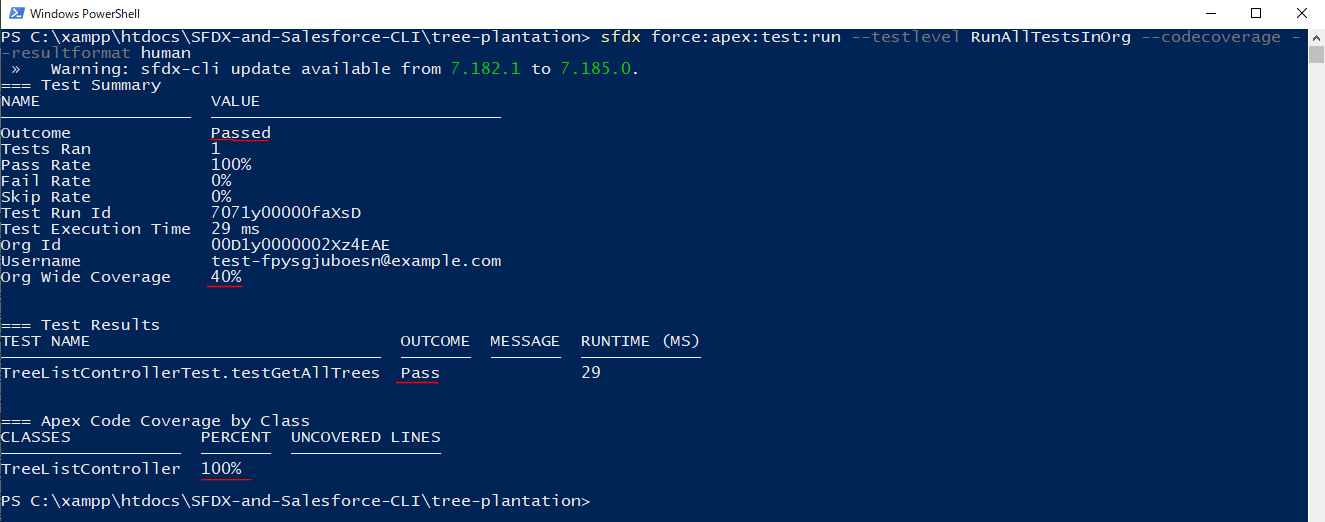 Windows PowerShell
PS C:\xampp\htdocs\SFDX-and-Salesforce-CLI\tree-plantation> sfdx force:apex:test:run --testlevel RunAllTestsInOrg --codecoverage -
-resultformat human
» Warning: sfdx-cli update available from 7.182.1 to 7.185.0.
=== Test Summary
NAME VALUE
Outcome Passed
Tests Ran 1
Pass Rate 100%
Fail Rate 0%
Skip Rate 0%
Test Run Id 7071y00000faXsD
Test Execution Time 29 ms
Org Id 00D1y0000002Xz4EAE
Username test-fpysgjuboesn@example.com
Org Wide Coverage 40%
=== Test Results
TEST NAME OUTCOME MESSAGE RUNTIME (MS)
TreeListControllerTest.testGetAllTrees Pass 29
=== Apex Code Coverage by Class
CLASSES PERCENT UNCOVERED LINES
TreeListController 100%
PS C:\xampp\htdocs\SFDX-and-Salesforce-CLI\tree-plantation>